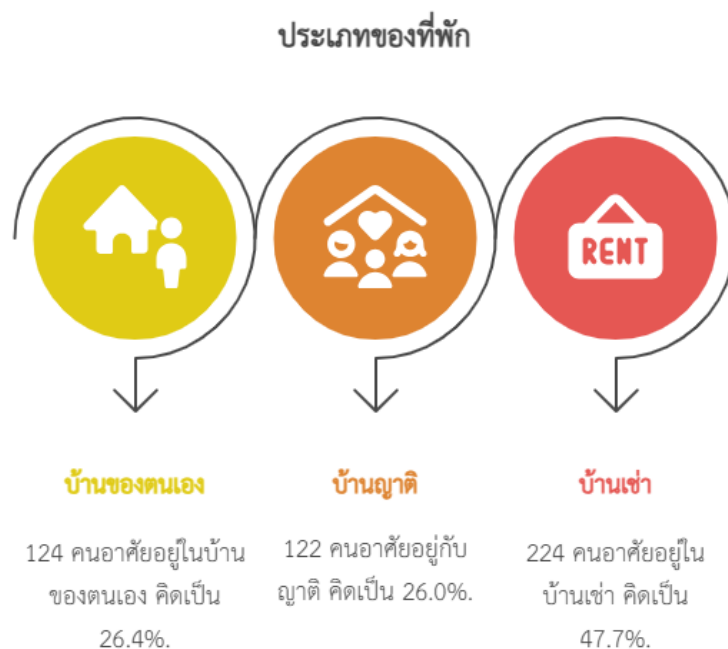 ประเภทของที่พัก
RENT
บ้านของตนเอง
124 คนอาศัยอยู่ในบ้าน
ของตนเอง คิดเป็น
26.4%.
บ้านญาติ
122 คนอาศัยอยู่กับ
ญาติ คิดเป็น 26.0%.
บ้านเช่า
224 คนอาศัยอยู่ใน
บ้านเช่า คิดเป็น
47.7%.